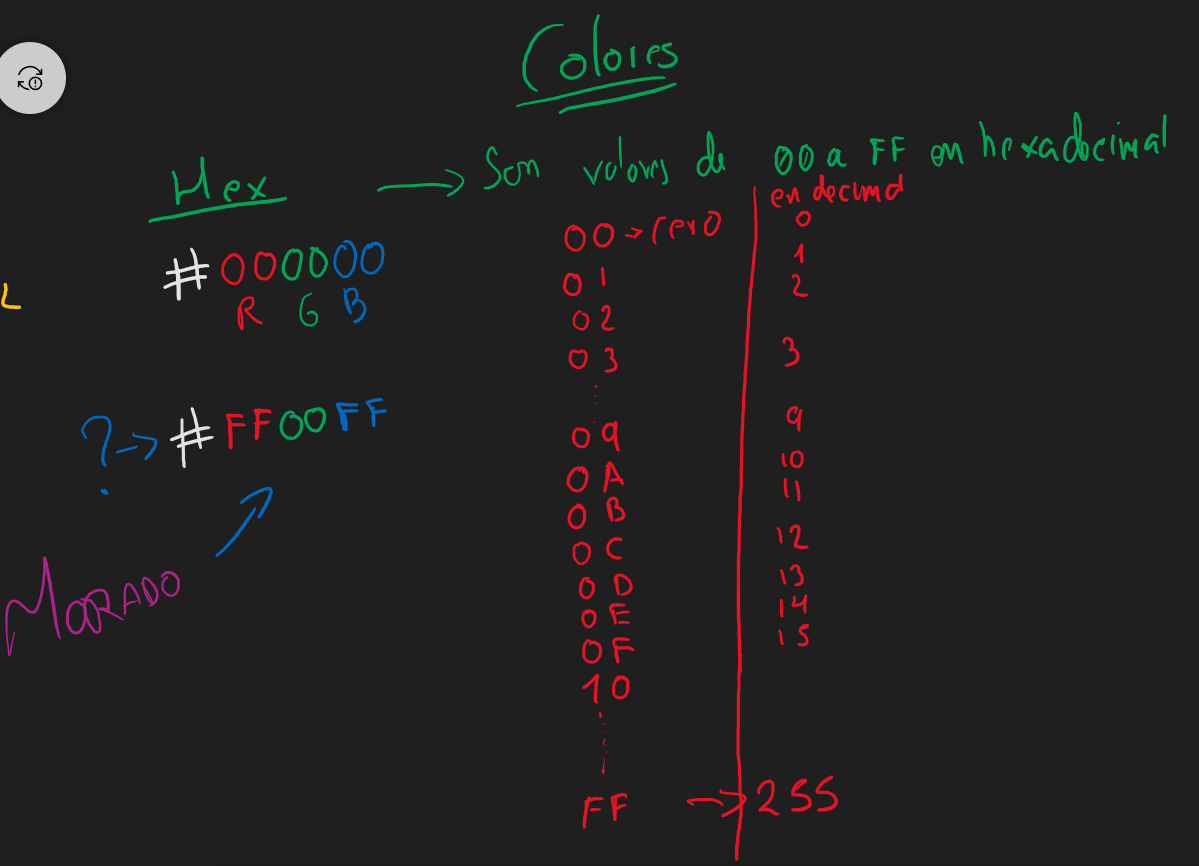 Colores
Hex → Son valores de 00 a FF en hexadecimal
en decimal
#000000
R G B
00 → cero 0
01 1
02 2
03 3
09 9
0A 10
0B 11
0C 12
0D 13
0E 14
0F 15
10
FF → 255
? → #FF00FF
MORADO